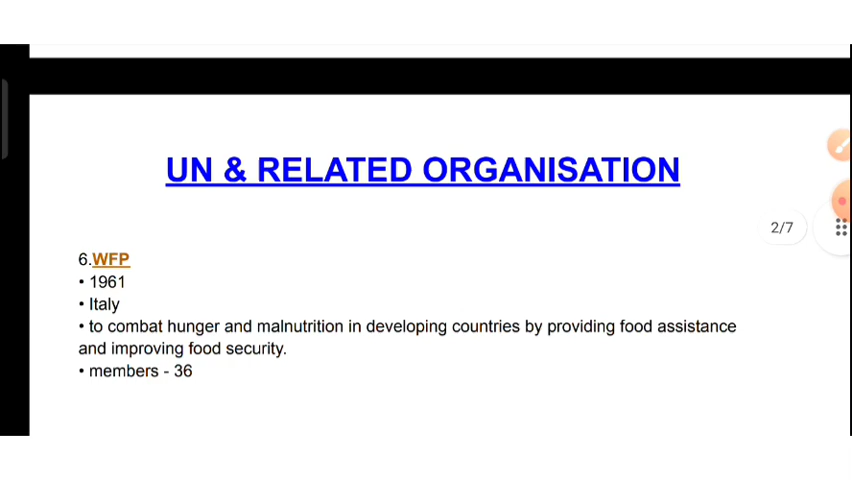 UN & RELATED ORGANISATION
2/7
6.WFP
• 1961
• Italy
• to combat hunger and malnutrition in developing countries by providing food assistance
and improving food security.
• members - 36